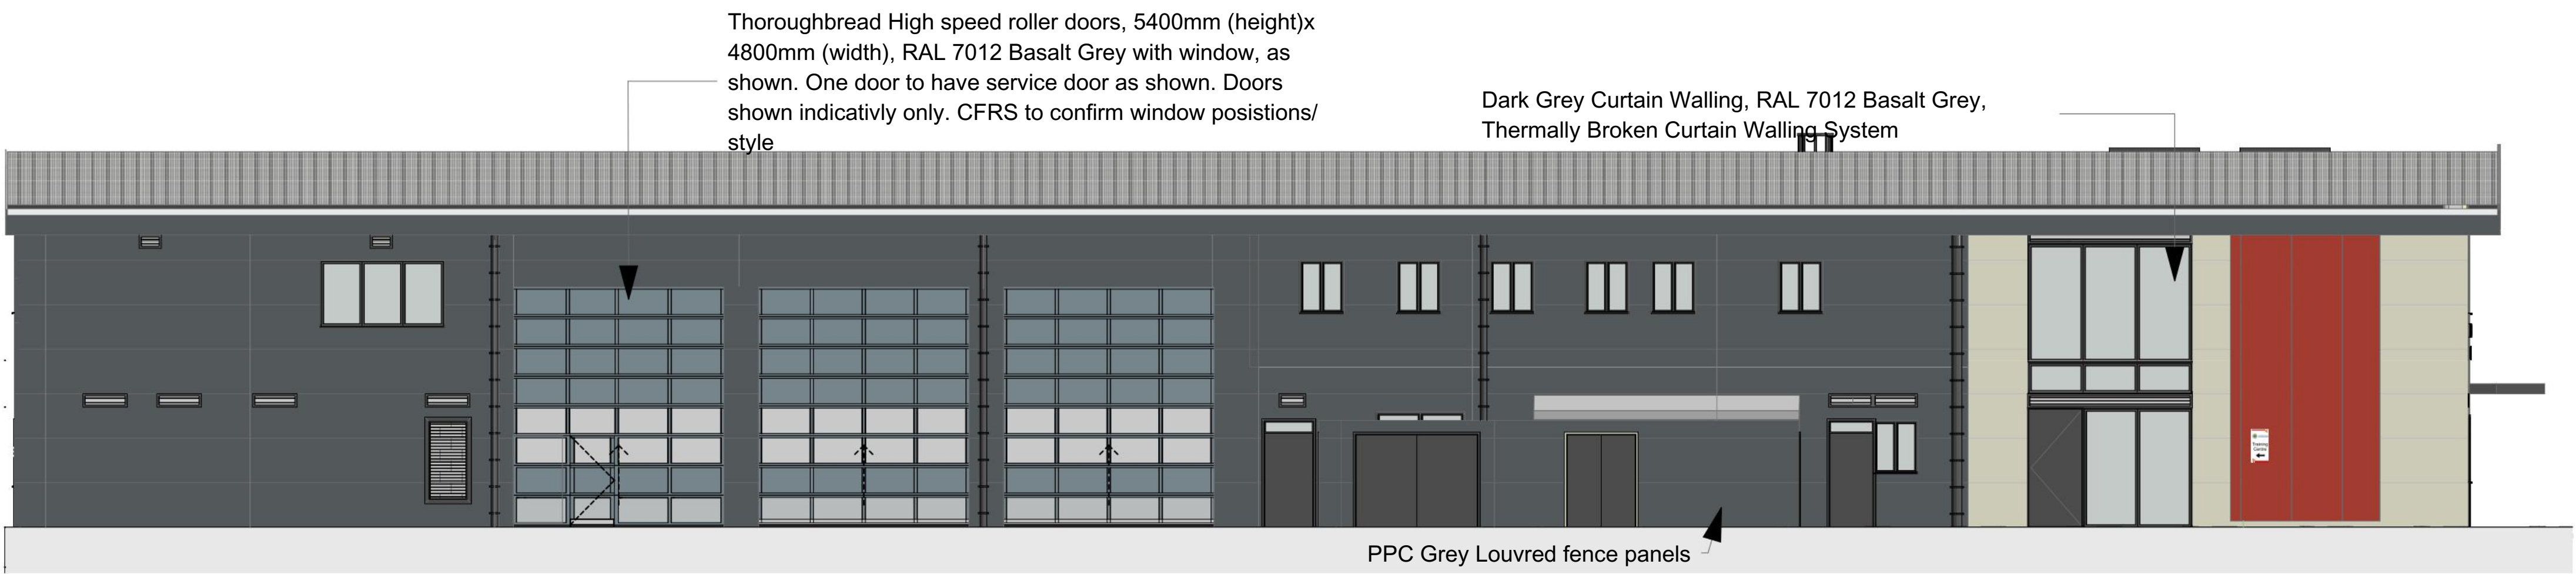 Thoroughbread High speed roller doors, 5400mm (height)x
4800mm (width), RAL 7012 Basalt Grey with window, as
shown. One door to have service door as shown. Doors
shown indicativly only. CFRS to confirm window posistions/
style
Dark Grey Curtain Walling, RAL 7012 Basalt Grey,
Thermally Broken Curtain Walling System
Training
Centre
PPC Grey Louvred fence panels